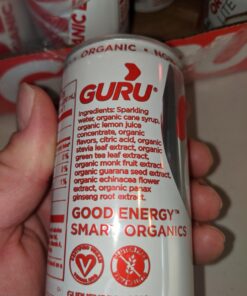 ORGANIC
GURU®
Ingredients: Sparkling
water, organic cane syrup,
organic lemon juice
concentrate, organic
flavors, citric acid, organic
stevia leaf extract, organic
green tea leaf extract,
organic monk fruit extract,
organic guarana seed extract,
organic echinacea flower
extract, organic panax
ginseng root extract.
GOOD ENERGY™
SMART ORGANICS